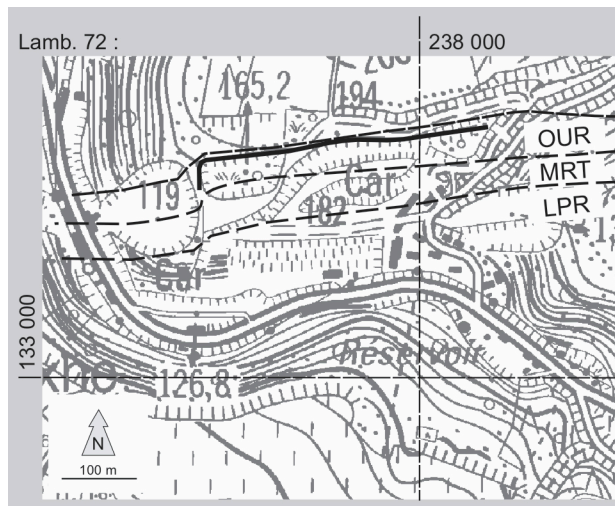 Lamb. 72 :
238 000
165,2
194
OUR
MRT
119
Car
182
LPR
Car
133 000
Réservoir
126,8
N
100 m